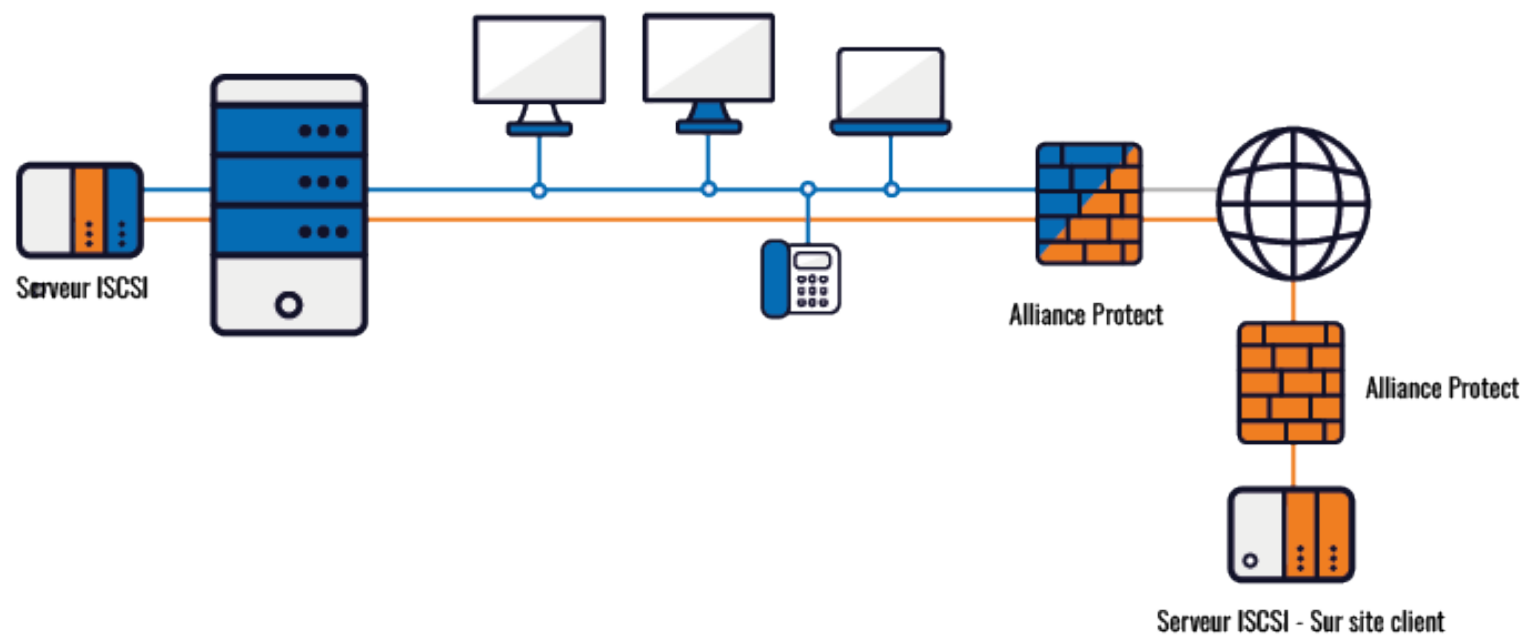 Serveur ISCSI
Alliance Protect
Alliance Protect
Serveur ISCSI - Sur site client